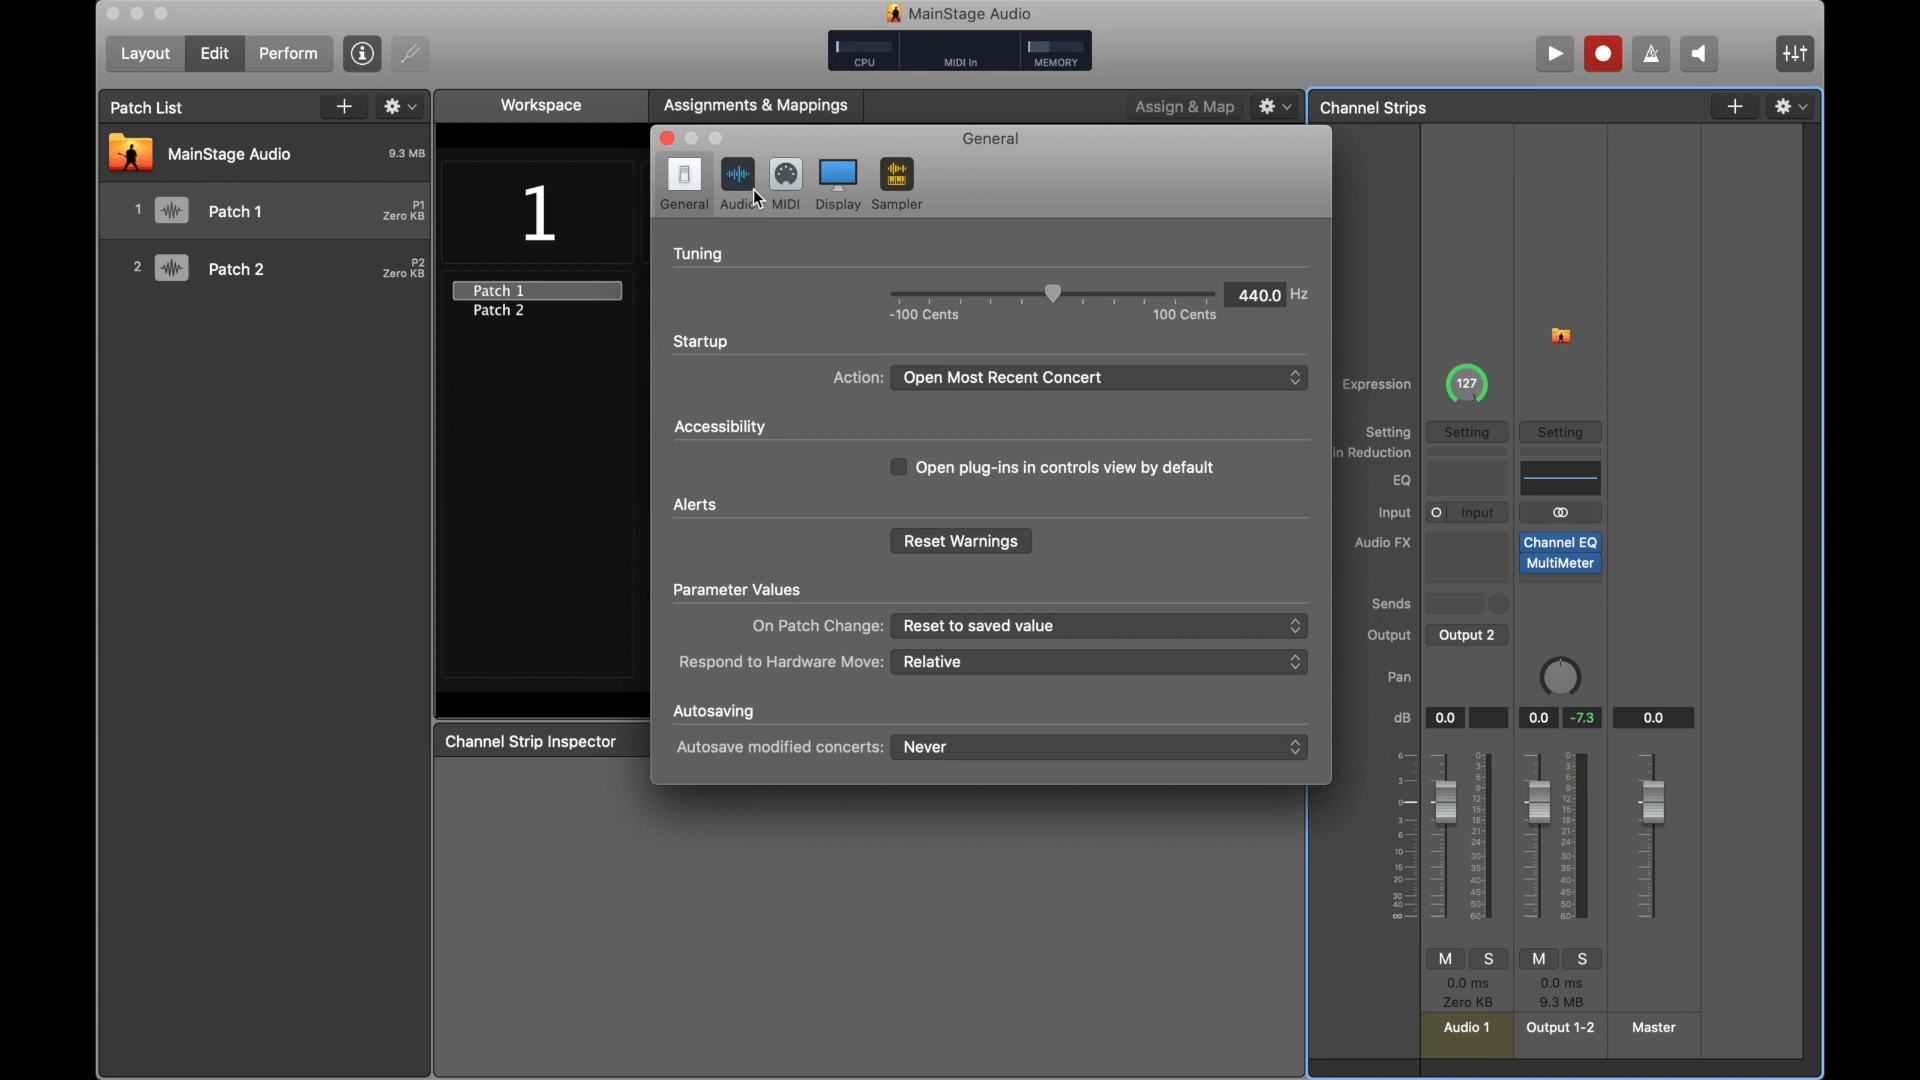 MainStage Audio
Layout
Edit
Perform
CPU
MIDI In
MEMORY
Patch List
MainStage Audio
9.3 MB
1
Patch 1
P1
Zero KB
2
Patch 2
P2
Zero KB
Workspace
Assignments & Mappings
Assign & Map
1
Patch 1
Patch 2
Channel Strip Inspector
General
General
MIDI
Display
Sampler
Tuning
440.0 Hz
-100 Cents
100 Cents
Startup
Action: Open Most Recent Concert
Accessibility
Open plug-ins in controls view by default
Alerts
Reset Warnings
Parameter Values
On Patch Change: Reset to saved value
Respond to Hardware Move: Relative
Autosaving
Autosave modified concerts: Never
Channel Strips
Expression
127
Setting Setting Setting
in Reduction
EQ
Input Input
Audio FX
Channel EQ
MultiMeter
Sends
Output Output 2
Pan
dB 0.0 0.0 -7.3 0.0
M S M S
0.0 ms 0.0 ms
Zero KB 9.3 MB
Audio 1 Output 1-2 Master